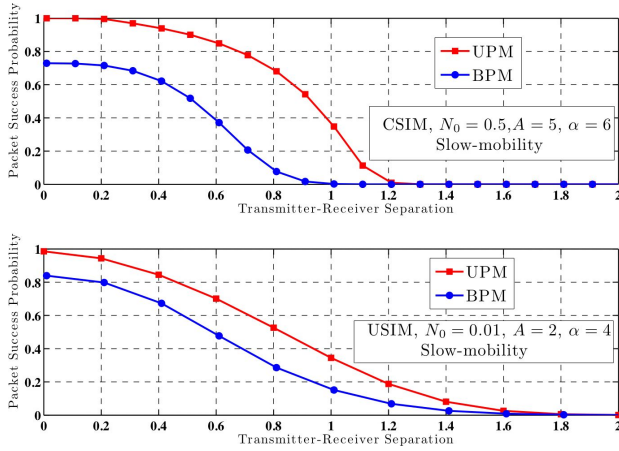 Packet Success Probability
1
0.8
0.6
0.4
0.2
0
UPM
BPM
CSIM, N₀ = 0.5,A = 5, α = 6
Slow-mobility
0 0.2 0.4 0.6 0.8 1 1.2 1.4 1.6 1.8 2
Transmitter-Receiver Separation
Packet Success Probability
1
0.8
0.6
0.4
0.2
0
UPM
BPM
USIM, N₀ = 0.01, A = 2, α = 4
Slow-mobility
0 0.2 0.4 0.6 0.8 1 1.2 1.4 1.6 1.8 2
Transmitter-Receiver Separation